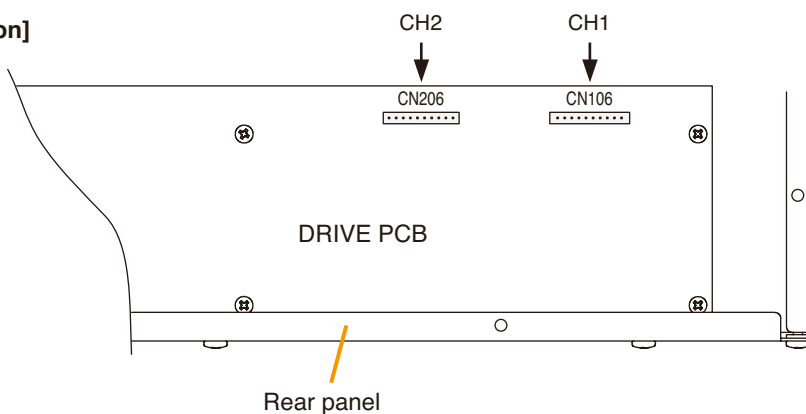 on]
CH2 CH1
CN206 CN106
DRIVE PCB
Rear panel